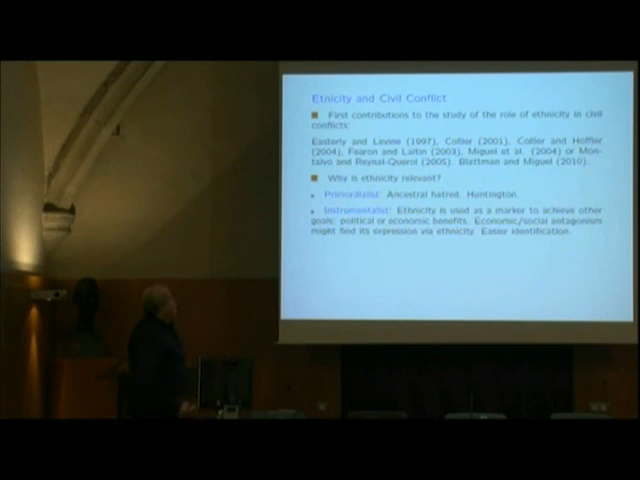 Etnicity and Civil Conflict
First contributions to the study of the role of ethnicity in civil
conflicts:
Easterly and Levine (1997), Collier (2001), Collier and Hoffler
(2004), Fearon and Laitin (2003), Miguel et al. (2004) or Mon-
talvo and Reynal-Querol (2005). Blattman and Miguel (2010).
Why is ethnicity relevant?
Primordialist: Ancestral hatred. Huntington.
Instrumentalist: Ethnicity is used as a marker to achieve other
goals: political or economic benefits. Economic/social antagonism
might find its expression via ethnicity. Easier identification.